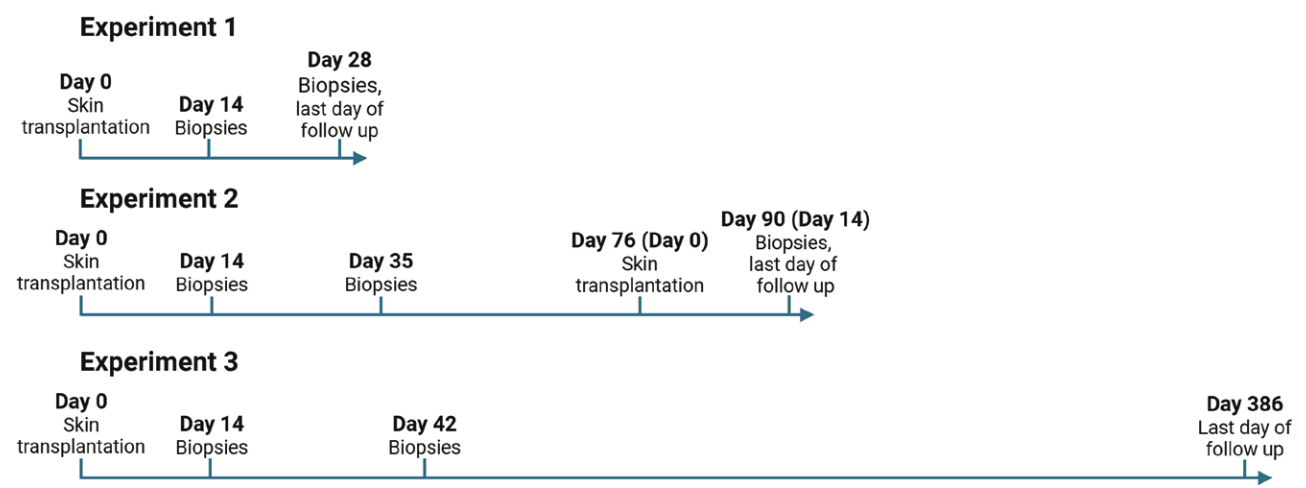 Experiment 1
Day 0
Skin
transplantation
Day 14
Biopsies
Day 28
Biopsies,
last day of
follow up
Experiment 2
Day 0
Skin
transplantation
Day 14
Biopsies
Day 35
Biopsies
Day 76 (Day 0)
Skin
transplantation
Day 90 (Day 14)
Biopsies,
last day of
follow up
Experiment 3
Day 0
Skin
transplantation
Day 14
Biopsies
Day 42
Biopsies
Day 386
Last day of
follow up